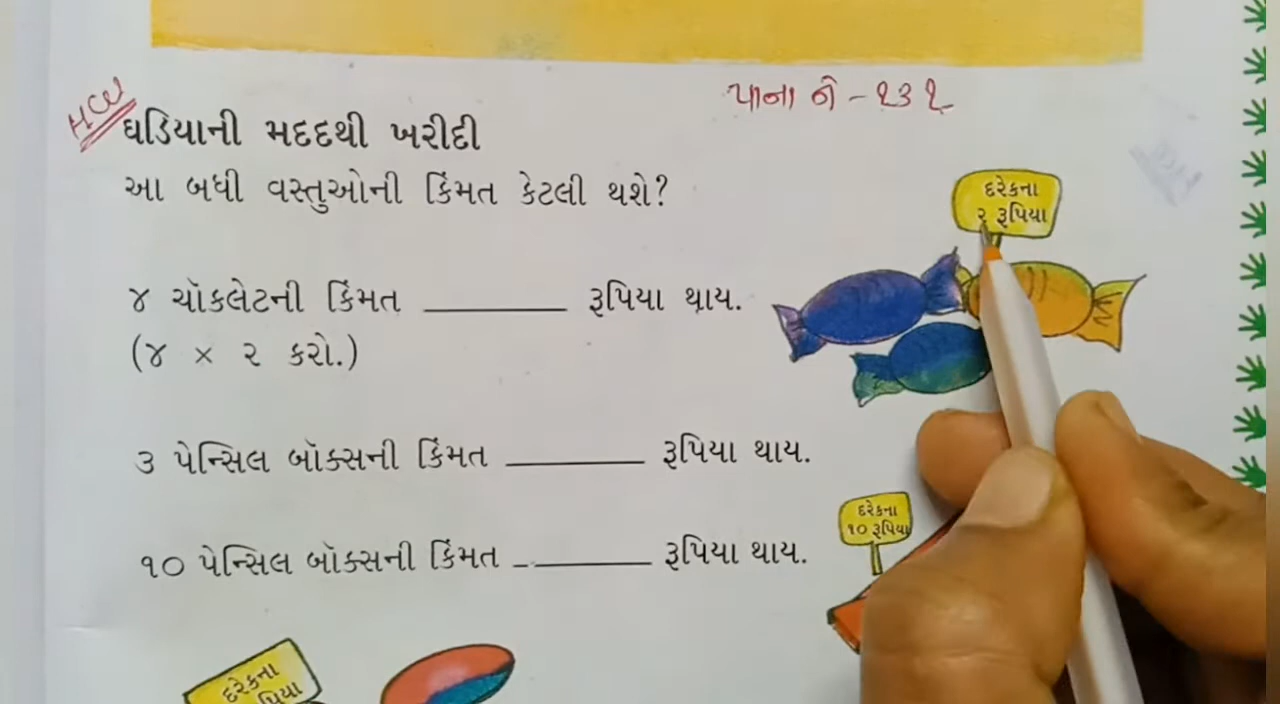 પાના નં - ૨૩૨
ઘડિયાની મદદથી ખરીદી
આ બધી વસ્તુઓની કિંમત કેટલી થશે?
દરેકના
૨ રૂપિયા
૪ ચૉકલેટની કિંમત ________ રૂપિયા થાય.
(૪ × ૨ કરો.)
૩ પેન્સિલ બૉક્સની કિંમત ________ રૂપિયા થાય.
દરેકના
૧૦ રૂપિયા
૧૦ પેન્સિલ બૉક્સની કિંમત ________ રૂપિયા થાય.
દરેકના